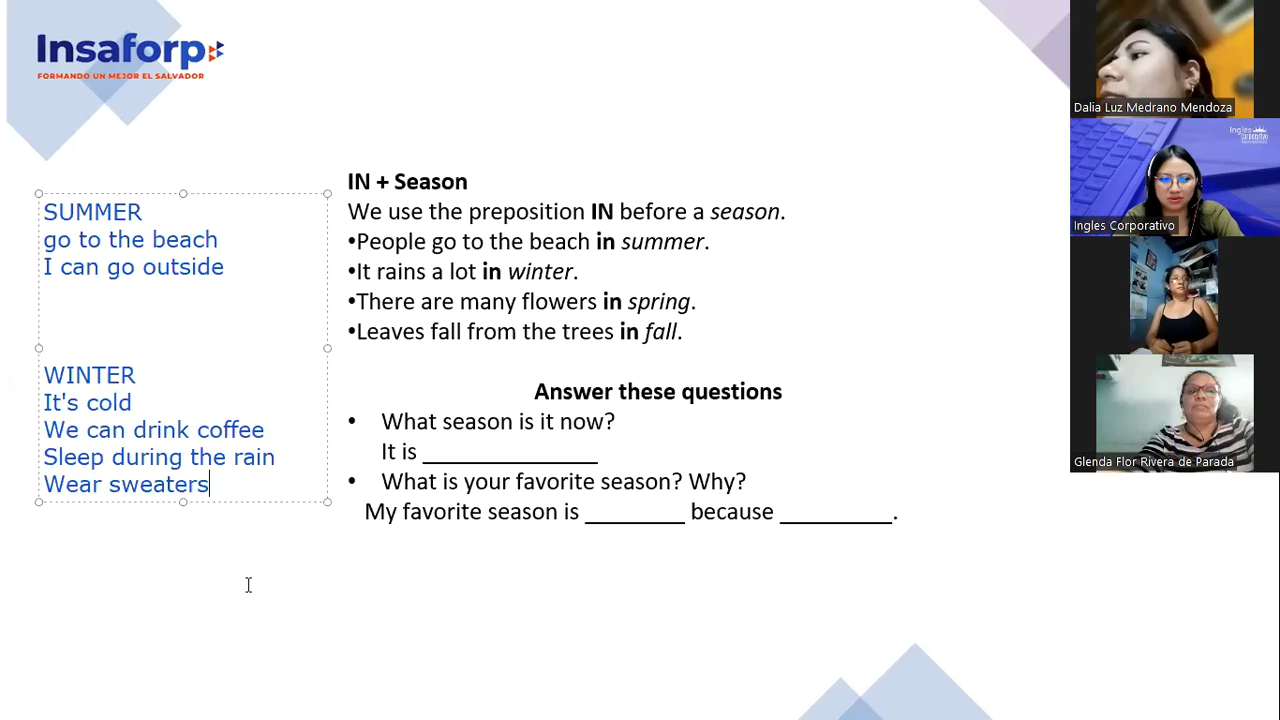 Insaforp
FORMANDO UN MEJOR EL SALVADOR
SUMMER
go to the beach
I can go outside
WINTER
It's cold
We can drink coffee
Sleep during the rain
Wear sweaters
IN + Season
We use the preposition IN before a season.
•People go to the beach in summer.
•It rains a lot in winter.
•There are many flowers in spring.
•Leaves fall from the trees in fall.
Answer these questions
• What season is it now?
It is ______________
• What is your favorite season? Why?
My favorite season is ________ because _________.
Dalia Luz Medrano Mendoza
Ingles
Ingles Corporativo
Glenda Flor Rivera de Parada